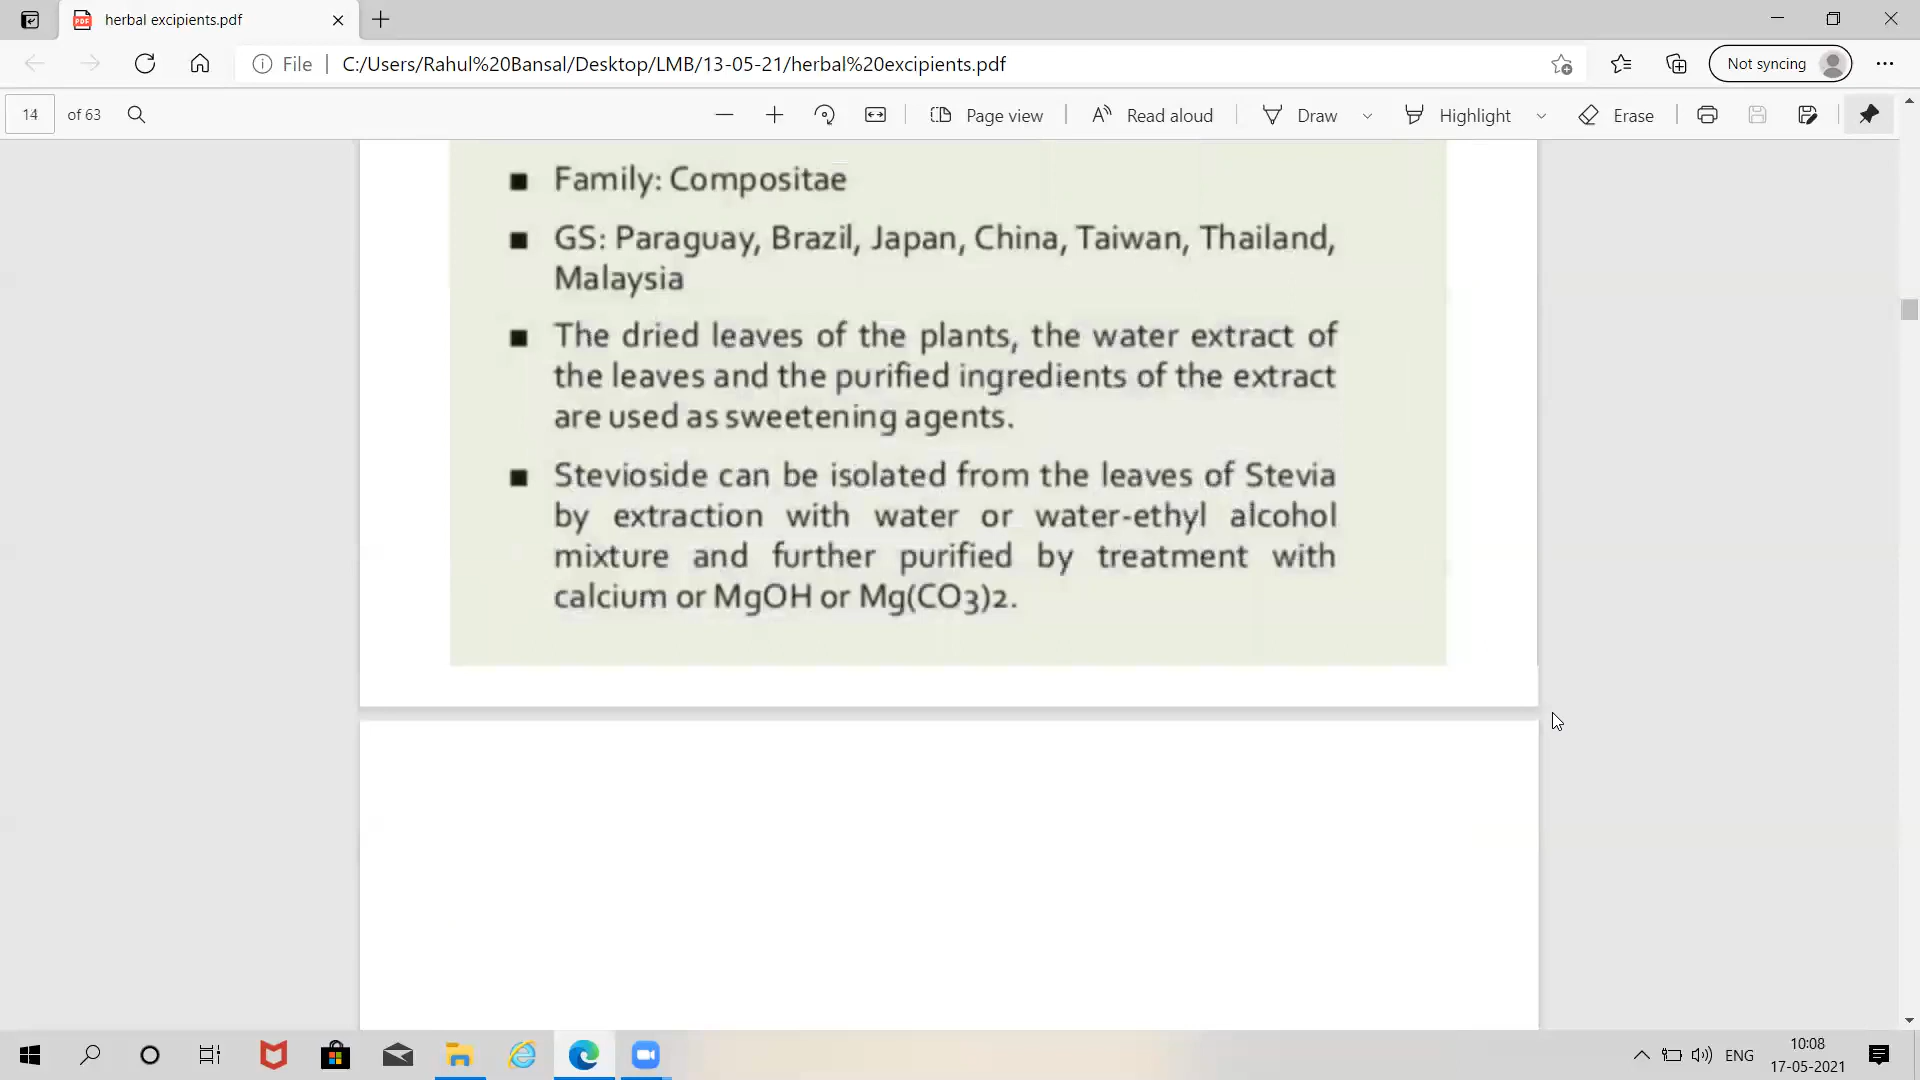 herbal excipients.pdf
File
C:/Users/Rahul%20Bansal/Desktop/LMB/13-05-21/herbal%20excipients.pdf
Not syncing
14 of 63
Page view
Read aloud
Draw
Highlight
Erase
Family: Compositae
GS: Paraguay, Brazil, Japan, China, Taiwan, Thailand,
Malaysia
The dried leaves of the plants, the water extract of
the leaves and the purified ingredients of the extract
are used as sweetening agents.
Stevioside can be isolated from the leaves of Stevia
by extraction with water or water-ethyl alcohol
mixture and further purified by treatment with
calcium or MgOH or Mg(CO3)2.
ENG
10:08
17-05-2021